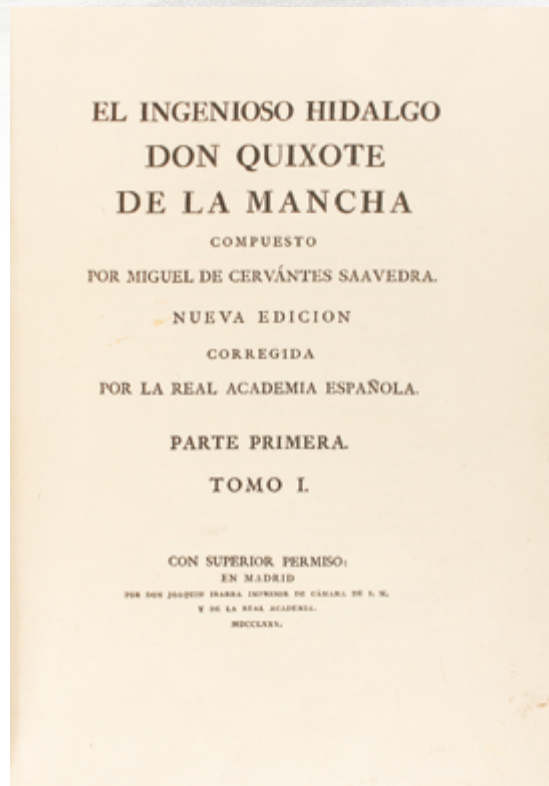 EL INGENIOSO HIDALGO
DON QUIXOTE
DE LA MANCHA
COMPUESTO
POR MIGUEL DE CERVÁNTES SAAVEDRA.
NUEVA EDICION
CORREGIDA
POR LA REAL ACADEMIA ESPAÑOLA.
PARTE PRIMERA.
TOMO I.
CON SUPERIOR PERMISO:
EN MADRID
POR DON JOAQUIN IBARRA IMPRESOR DE CÁMARA DE S. M.
Y DE LA REAL ACADEMIA.
MDCCLXXX.